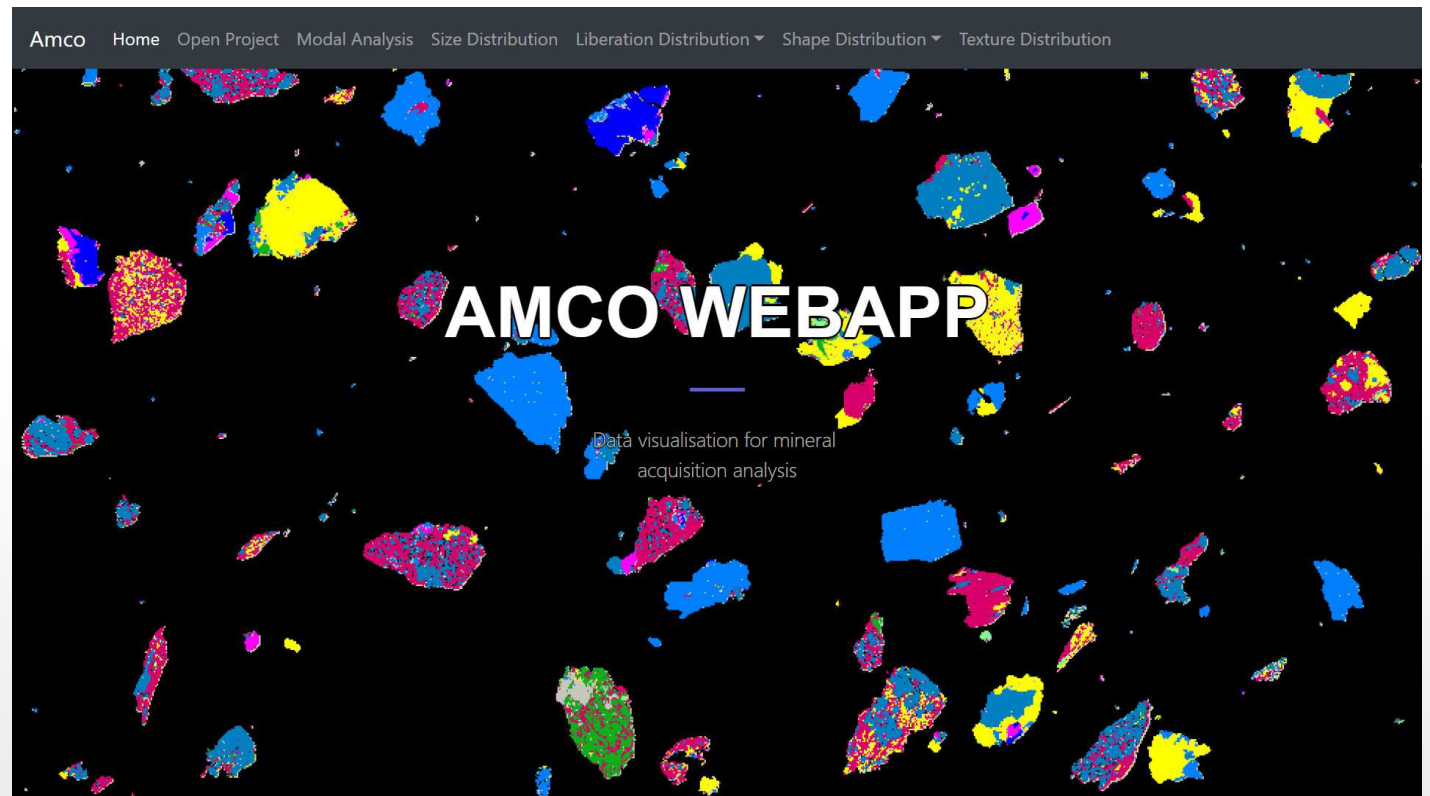 Amco Home Open Project Modal Analysis Size Distribution Liberation Distribution Shape Distribution Texture Distribution
AMCO WEBAPP
Data visualisation for mineral
acquisition analysis